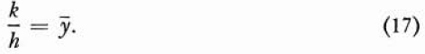 k/h = ȳ. (17)